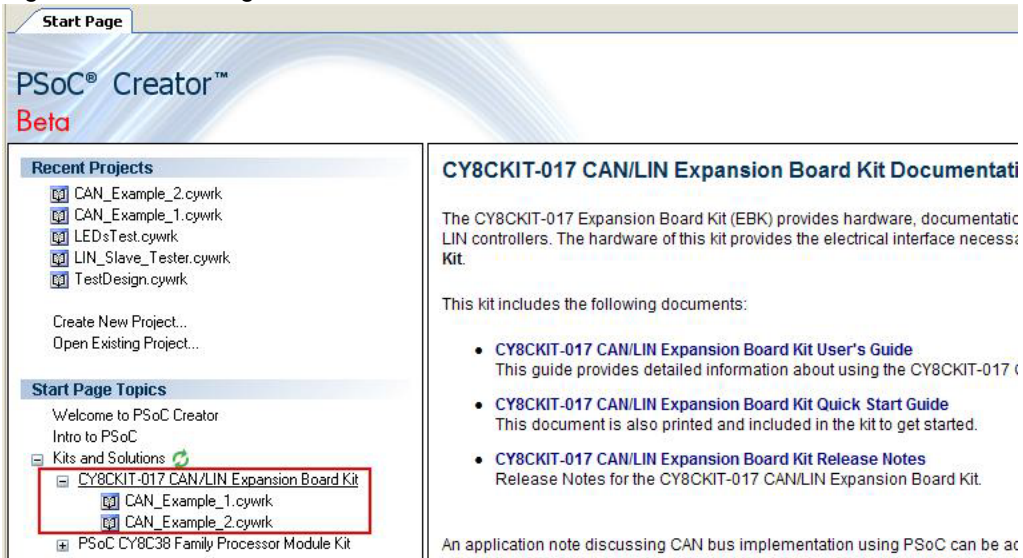 Start Page
PSoC® Creator™
Beta
Recent Projects
CAN_Example_2.cywrk
CAN_Example_1.cywrk
LEDsTest.cywrk
LIN_Slave_Tester.cywrk
TestDesign.cywrk
Create New Project...
Open Existing Project...
Start Page Topics
Welcome to PSoC Creator
Intro to PSoC
Kits and Solutions
CY8CKIT-017 CAN/LIN Expansion Board Kit
CAN_Example_1.cywrk
CAN_Example_2.cywrk
PSoC CY8C38 Family Processor Module Kit
CY8CKIT-017 CAN/LIN Expansion Board Kit Documentati
The CY8CKIT-017 Expansion Board Kit (EBK) provides hardware, documentatio
LIN controllers. The hardware of this kit provides the electrical interface necessa
Kit.
This kit includes the following documents:
• CY8CKIT-017 CAN/LIN Expansion Board Kit User's Guide
This guide provides detailed information about using the CY8CKIT-017
• CY8CKIT-017 CAN/LIN Expansion Board Kit Quick Start Guide
This document is also printed and included in the kit to get started.
• CY8CKIT-017 CAN/LIN Expansion Board Kit Release Notes
Release Notes for the CY8CKIT-017 CAN/LIN Expansion Board Kit.
An application note discussing CAN bus implementation using PSoC can be ac